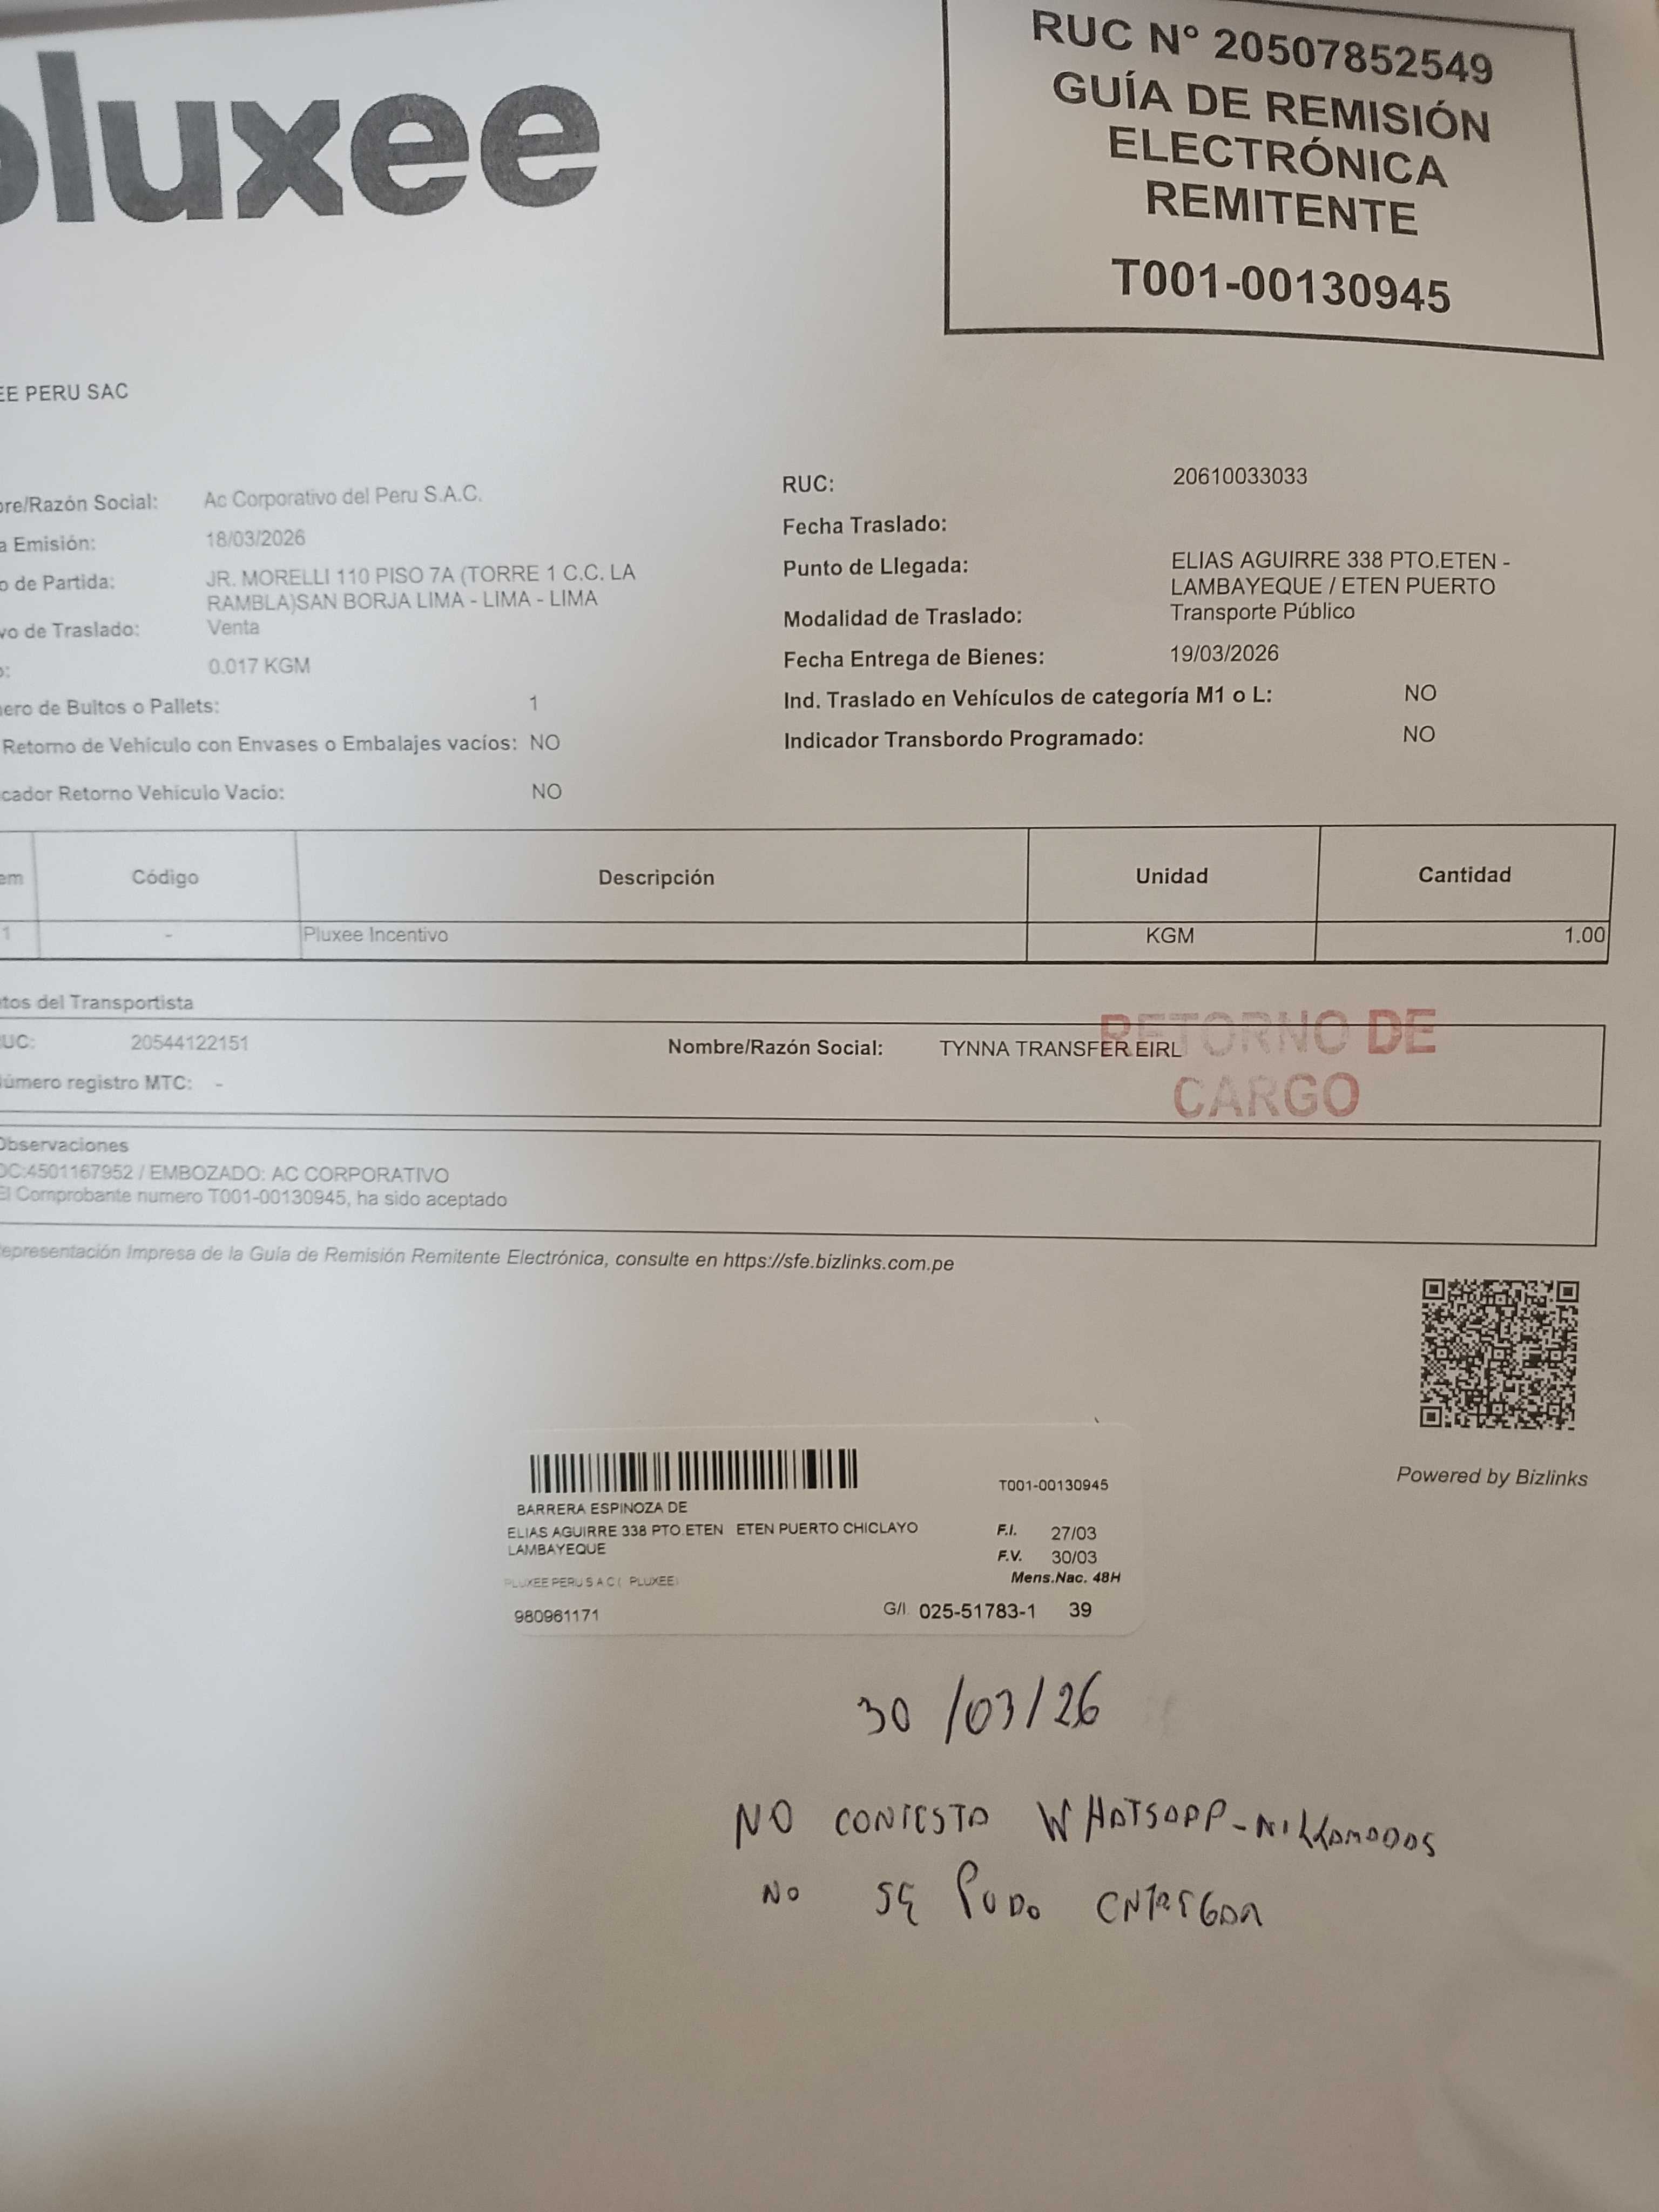 pluxee
RUC N° 20507852549
GUÍA DE REMISIÓN
ELECTRÓNICA
REMITENTE
T001-00130945
EE PERU SAC
bre/Razón Social: Ac Corporativo del Peru S.A.C.
a Emisión: 18/03/2026
o de Partida: JR. MORELLI 110 PISO 7A (TORRE 1 C.C. LA
RAMBLA)SAN BORJA LIMA - LIMA - LIMA
vo de Traslado: Venta
o: 0.017 KGM
ero de Bultos o Pallets: 1
Retorno de Vehículo con Envases o Embalajes vacíos: NO
cador Retorno Vehículo Vacio: NO
RUC: 20610033033
Fecha Traslado:
Punto de Llegada: ELIAS AGUIRRE 338 PTO.ETEN -
LAMBAYEQUE / ETEN PUERTO
Modalidad de Traslado: Transporte Público
Fecha Entrega de Bienes: 19/03/2026
Ind. Traslado en Vehículos de categoría M1 o L: NO
Indicador Transbordo Programado: NO
em Código Descripción Unidad Cantidad
1 - Pluxee Incentivo KGM 1.00
tos del Transportista
UC: 20544122151 Nombre/Razón Social: TYNNA TRANSFER EIRL
úmero registro MTC: -
RETORNO DE
CARGO
Observaciones
OC:4501167952 / EMBOZADO: AC CORPORATIVO
El Comprobante numero T001-00130945, ha sido aceptado
epresentación Impresa de la Guía de Remisión Remitente Electrónica, consulte en https://sfe.bizlinks.com.pe
Powered by Bizlinks
T001-00130945
BARRERA ESPINOZA DE
ELIAS AGUIRRE 338 PTO.ETEN ETEN PUERTO CHICLAYO
LAMBAYEQUE
F.I. 27/03
F.V. 30/03
Mens.Nac. 48H
PLUXEE PERU S A C ( PLUXEE)
980961171
G/I. 025-51783-1 39
30/03/26
NO CONTESTA WHATSAPP - NI LLAMADAS
NO SE PUDO ENTREGAR